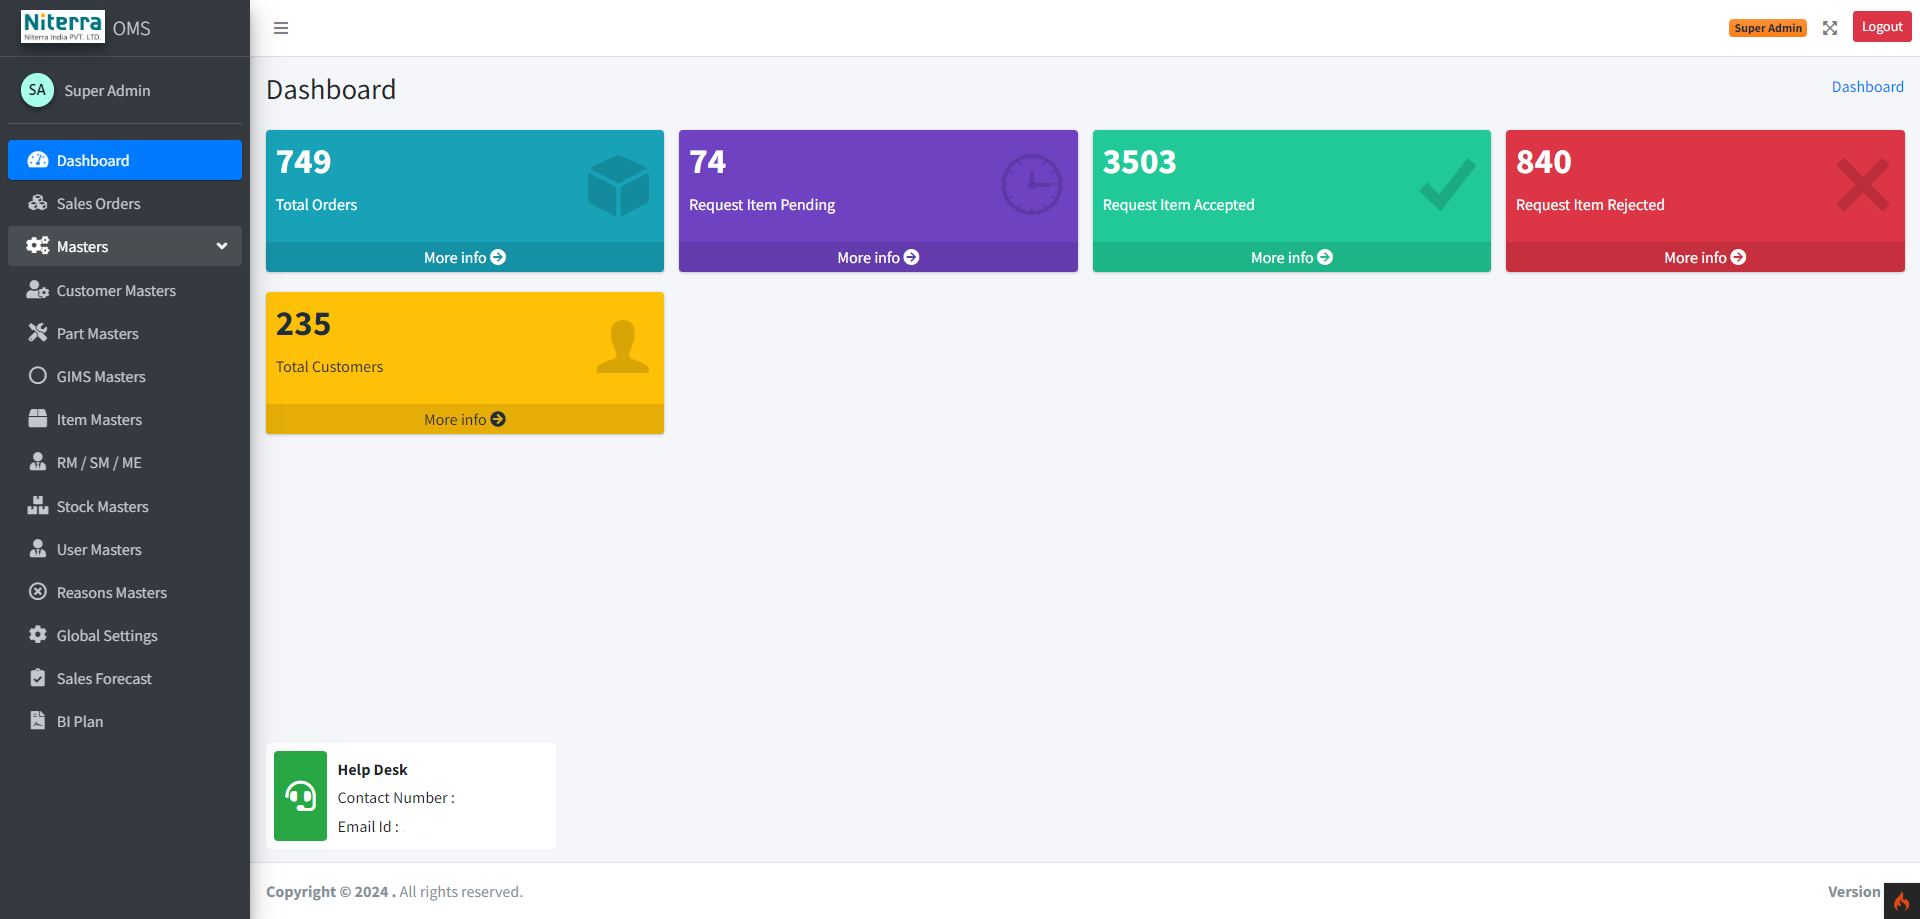 Niterra
Niterra India PVT. LTD.
OMS
Super Admin
Logout
SA
Super Admin
Dashboard
Sales Orders
Masters
Customer Masters
Part Masters
GIMS Masters
Item Masters
RM / SM / ME
Stock Masters
User Masters
Reasons Masters
Global Settings
Sales Forecast
BI Plan
Dashboard
Dashboard
749
Total Orders
More info
74
Request Item Pending
More info
3503
Request Item Accepted
More info
840
Request Item Rejected
More info
235
Total Customers
More info
Help Desk
Contact Number :
Email Id :
Copyright © 2024 . All rights reserved.
Version